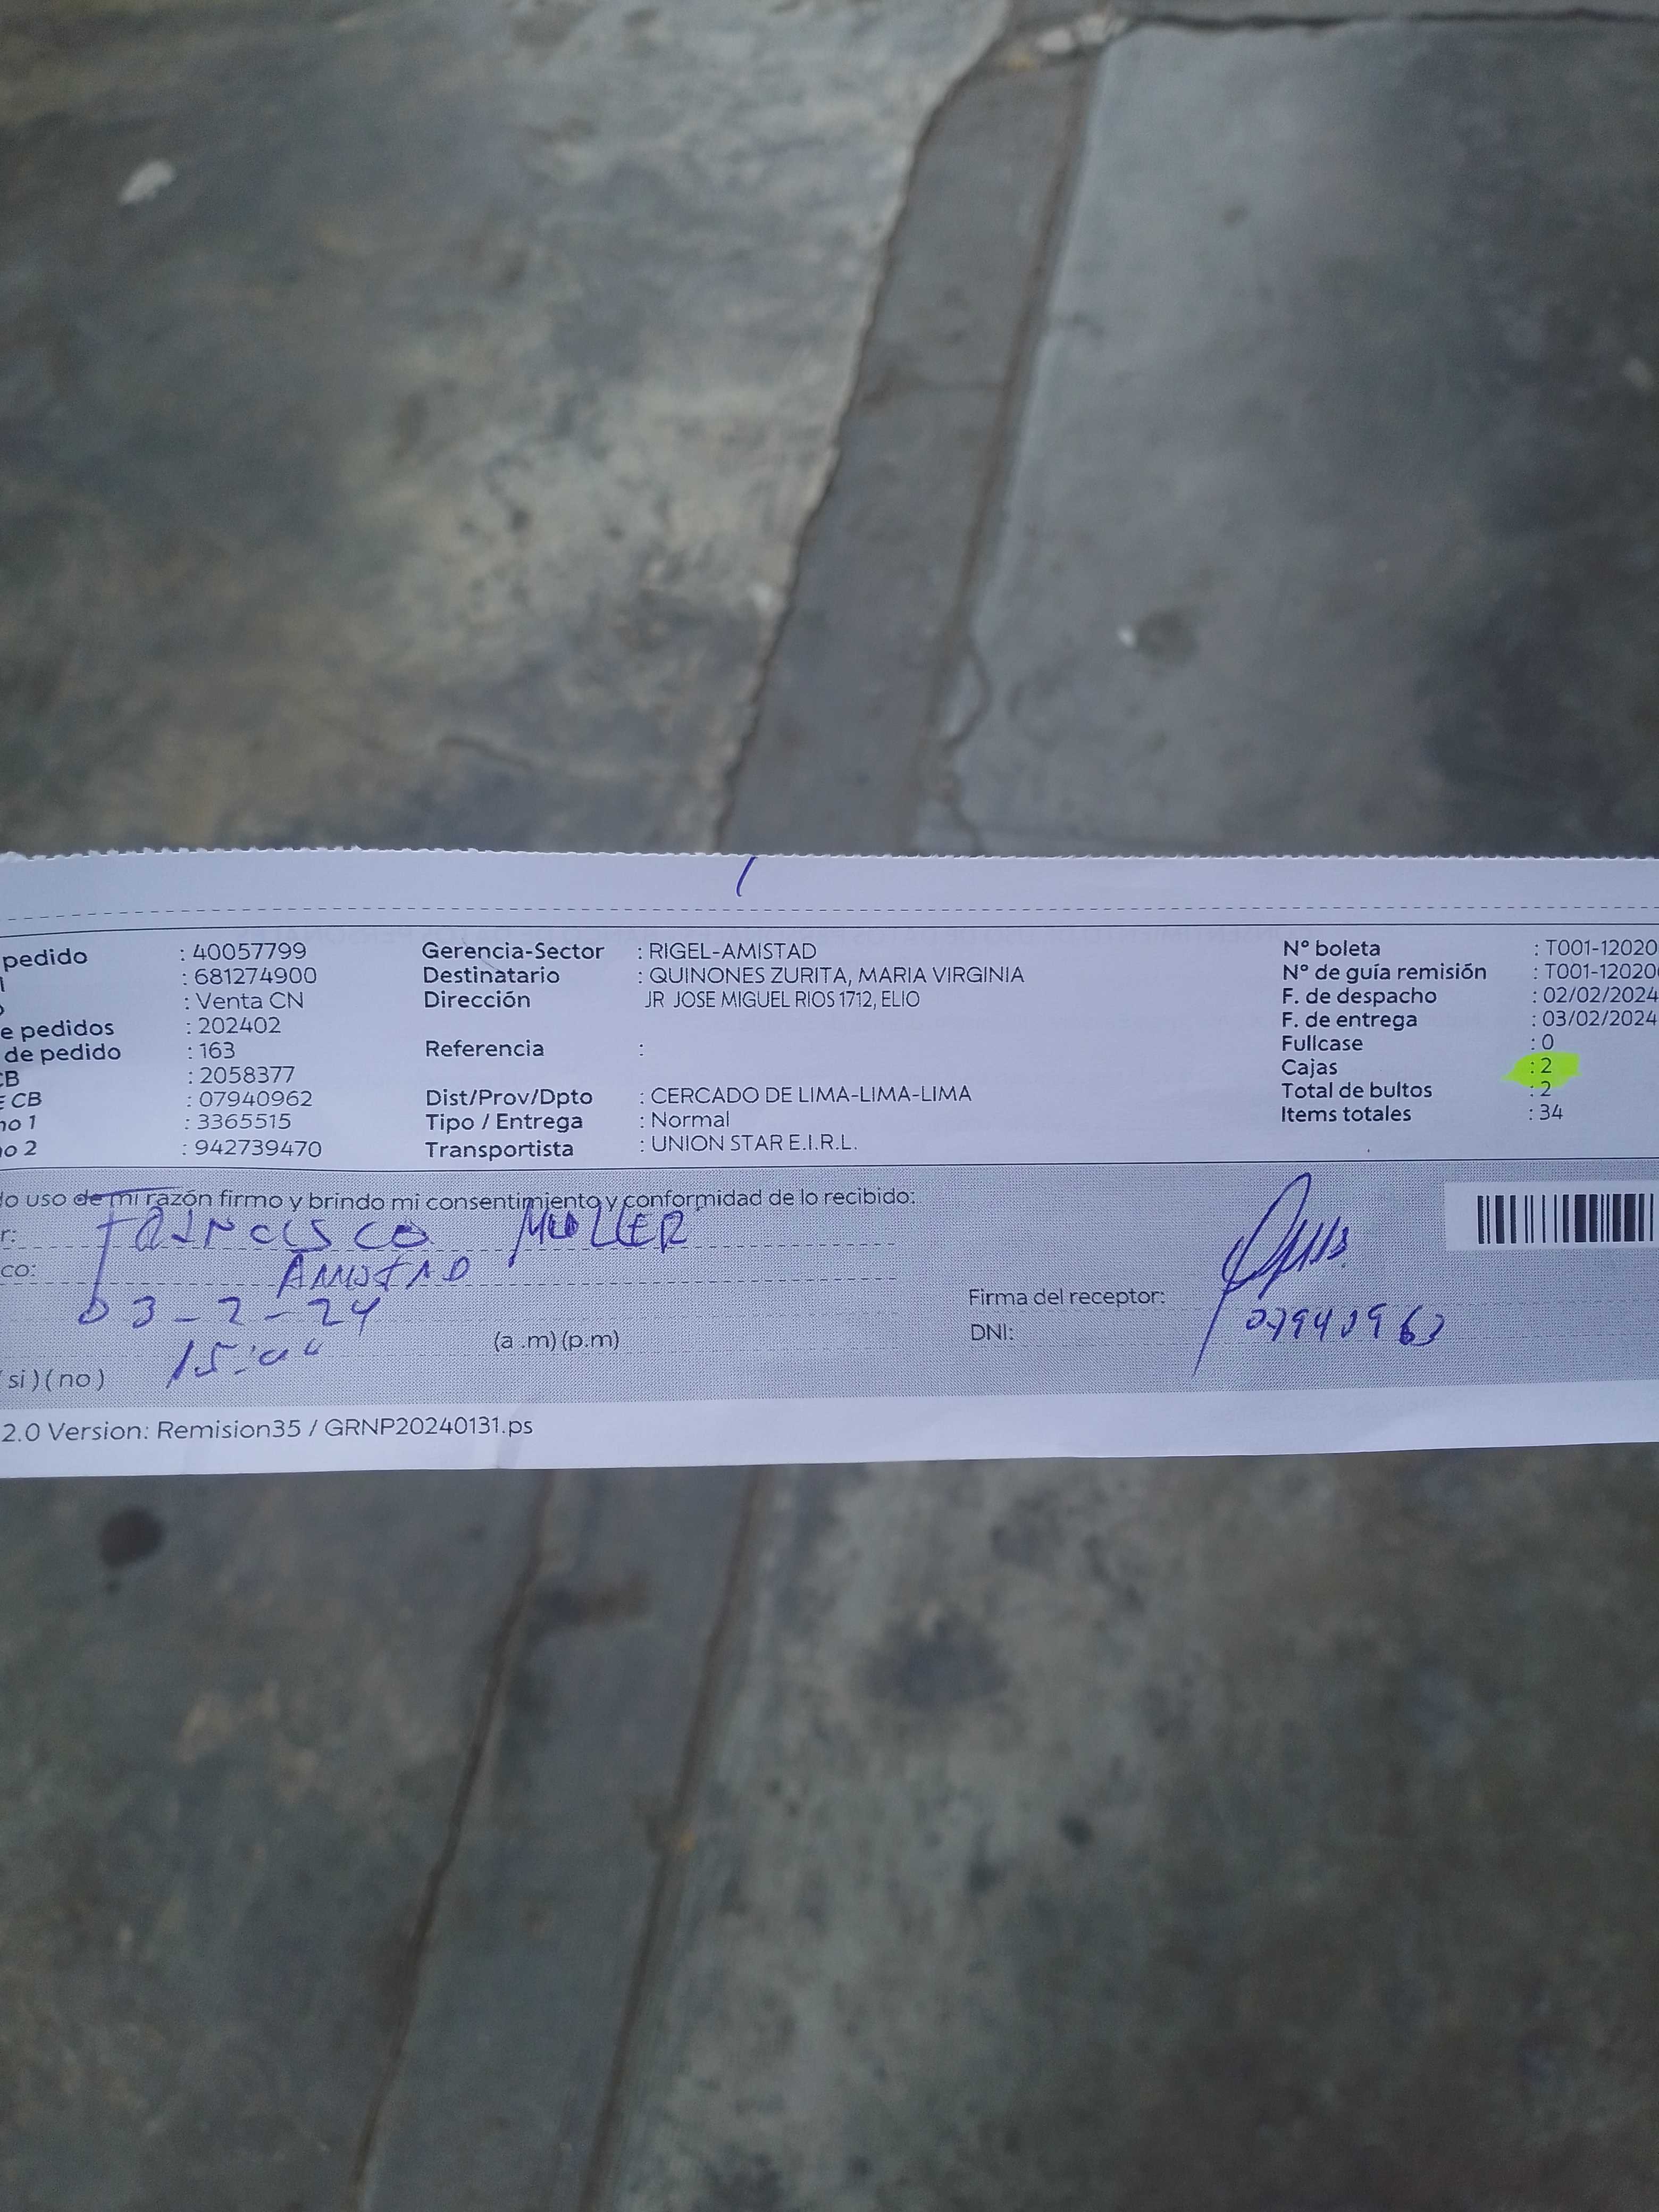 pedido : 40057799 Gerencia-Sector : RIGEL-AMISTAD Nº boleta : T001-12020
: 681274900 Destinatario : QUINONES ZURITA, MARIA VIRGINIA Nº de guía remisión : T001-12020
: Venta CN Dirección JR JOSE MIGUEL RIOS 1712, ELIO F. de despacho : 02/02/2024
e pedidos : 202402 F. de entrega : 03/02/2024
de pedido : 163 Referencia : Fullcase : 0
CB : 2058377 Cajas : 2
E CB : 07940962 Dist/Prov/Dpto : CERCADO DE LIMA-LIMA-LIMA Total de bultos : 2
no 1 : 3365515 Tipo / Entrega : Normal Items totales : 34
no 2 : 942739470 Transportista : UNION STAR E.I.R.L.
do uso de mi razón firmo y brindo mi consentimiento y conformidad de lo recibido:
r: FRANCISCO MULLER
co: AMISTAD
03-2-24 Firma del receptor:
(a .m) (p.m) DNI: 07940963
si ) ( no )
2.0 Version: Remision35 / GRNP20240131.ps